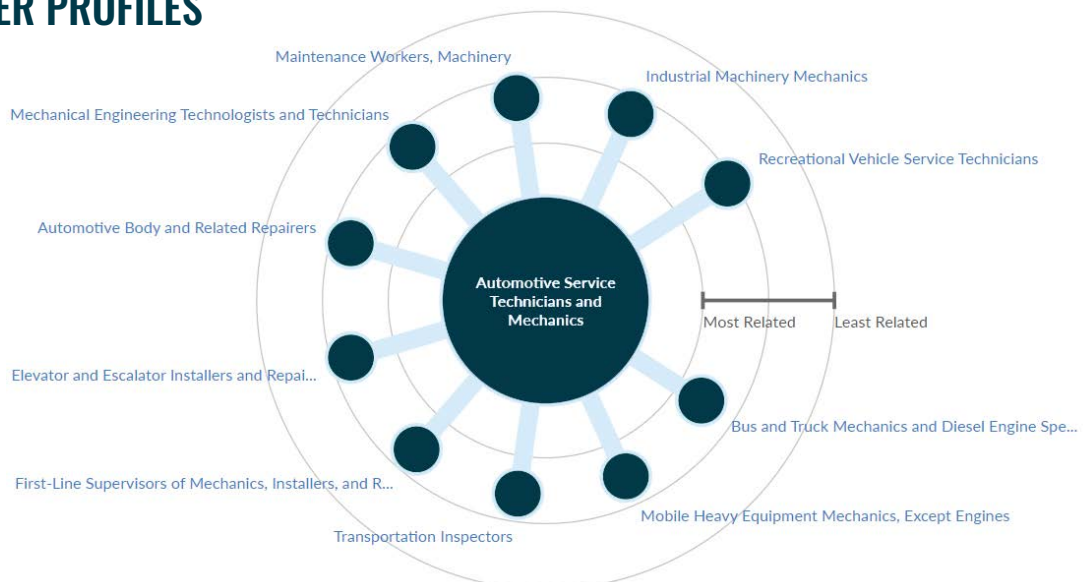 ER PROFILES
Maintenance Workers, Machinery
Industrial Machinery Mechanics
Mechanical Engineering Technologists and Technicians
Recreational Vehicle Service Technicians
Automotive Body and Related Repairers
Automotive Service
Technicians and
Mechanics
Most Related
Least Related
Elevator and Escalator Installers and Repai...
Bus and Truck Mechanics and Diesel Engine Spe...
First-Line Supervisors of Mechanics, Installers, and R...
Mobile Heavy Equipment Mechanics, Except Engines
Transportation Inspectors